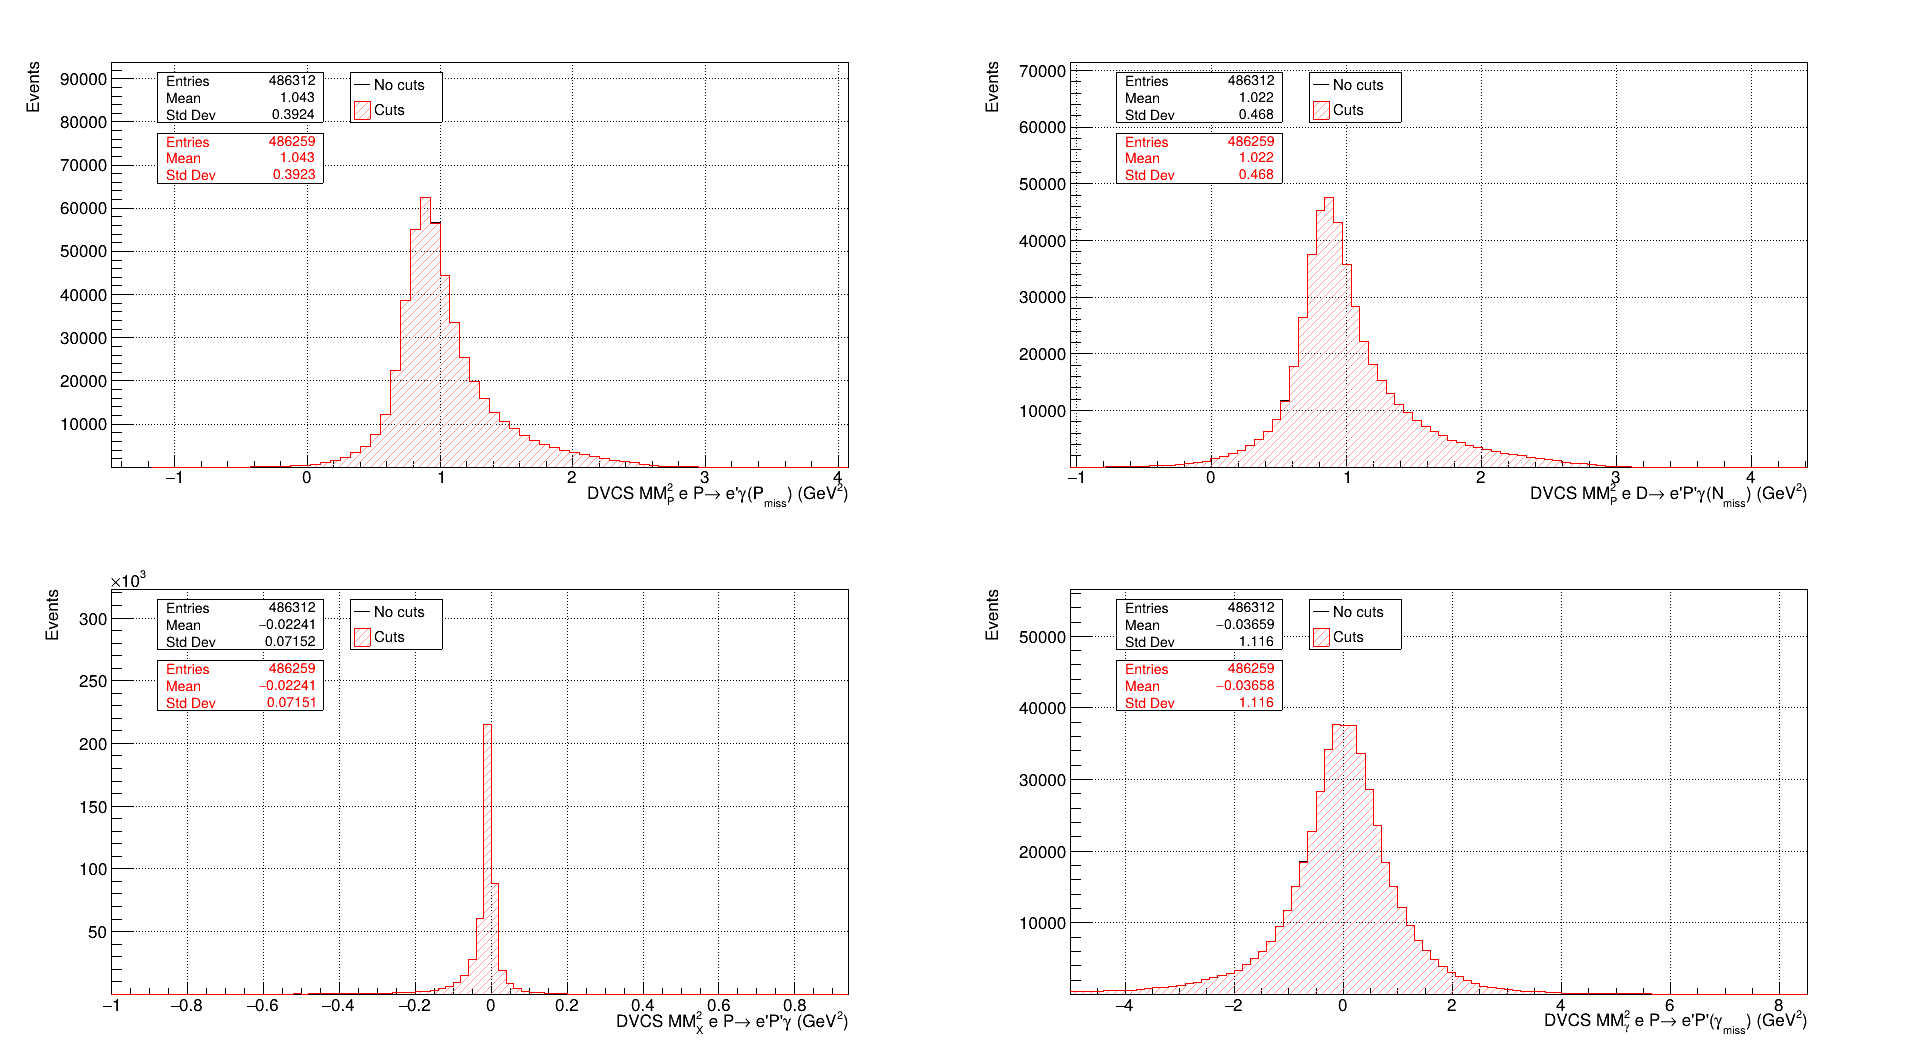 Events
90000
80000
70000
60000
50000
40000
30000
20000
10000
Entries 486312
Mean 1.043
Std Dev 0.3924
Entries 486259
Mean 1.043
Std Dev 0.3923
No cuts
Cuts
−1 0 1 2 3 4
DVCS MM²_P e P→ e'γ(P_miss) (GeV²)
Events
70000
60000
50000
40000
30000
20000
10000
Entries 486312
Mean 1.022
Std Dev 0.468
Entries 486259
Mean 1.022
Std Dev 0.468
No cuts
Cuts
−1 0 1 2 3 4
DVCS MM²_P e D→ e'P'γ(N_miss) (GeV²)
Events
×10³
300
250
200
150
100
50
Entries 486312
Mean −0.02241
Std Dev 0.07152
Entries 486259
Mean −0.02241
Std Dev 0.07151
No cuts
Cuts
−1 −0.8 −0.6 −0.4 −0.2 0 0.2 0.4 0.6 0.8
DVCS MM²_X e P→ e'P'γ (GeV²)
Events
50000
40000
30000
20000
10000
Entries 486312
Mean −0.03659
Std Dev 1.116
Entries 486259
Mean −0.03658
Std Dev 1.116
No cuts
Cuts
−4 −2 0 2 4 6 8
DVCS MM²_γ e P→ e'P'(γ_miss) (GeV²)